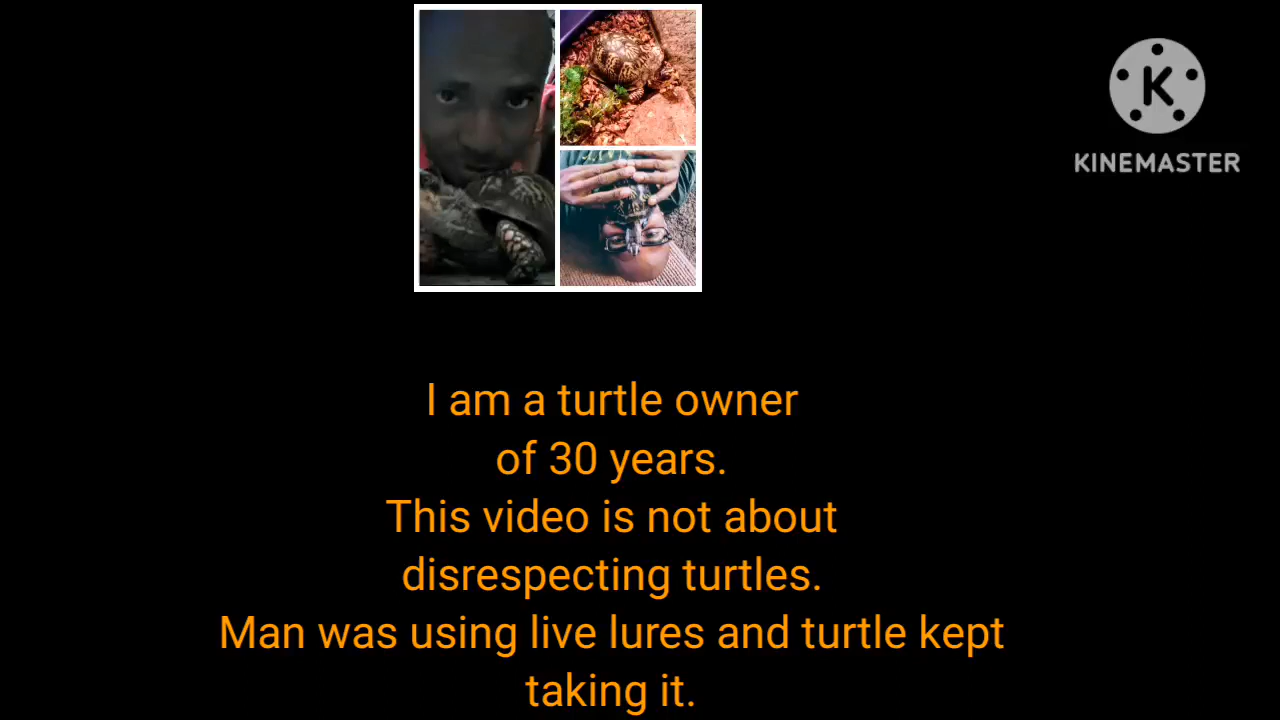 K
KINEMASTER
I am a turtle owner
of 30 years.
This video is not about
disrespecting turtles.
Man was using live lures and turtle kept
taking it.